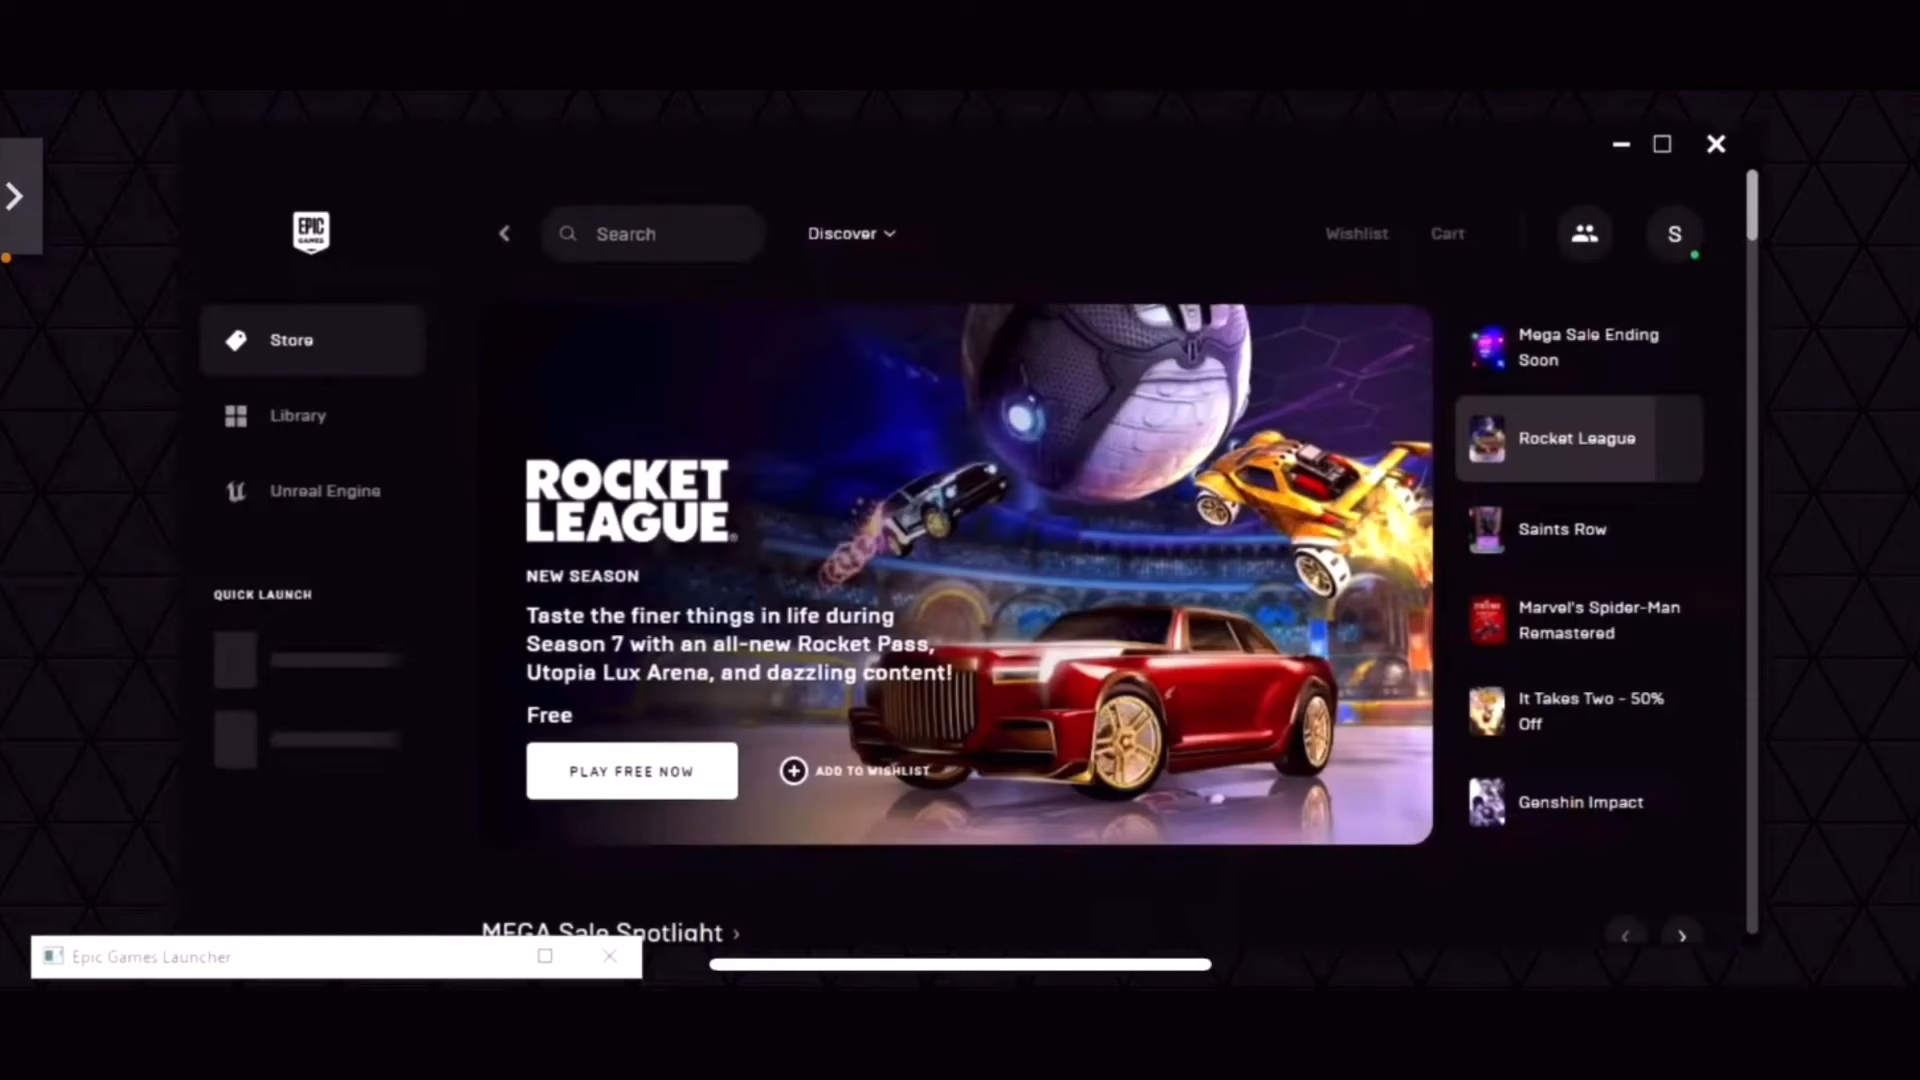 EPIC
GAMES
Search
Discover
Wishlist
Cart
S
Store
Library
Unreal Engine
QUICK LAUNCH
ROCKET
LEAGUE
NEW SEASON
Taste the finer things in life during
Season 7 with an all-new Rocket Pass,
Utopia Lux Arena, and dazzling content!
Free
PLAY FREE NOW
ADD TO WISHLIST
Mega Sale Ending
Soon
Rocket League
Saints Row
Marvel's Spider-Man
Remastered
It Takes Two - 50%
Off
Genshin Impact
MEGA Sale Spotlight
Epic Games Launcher